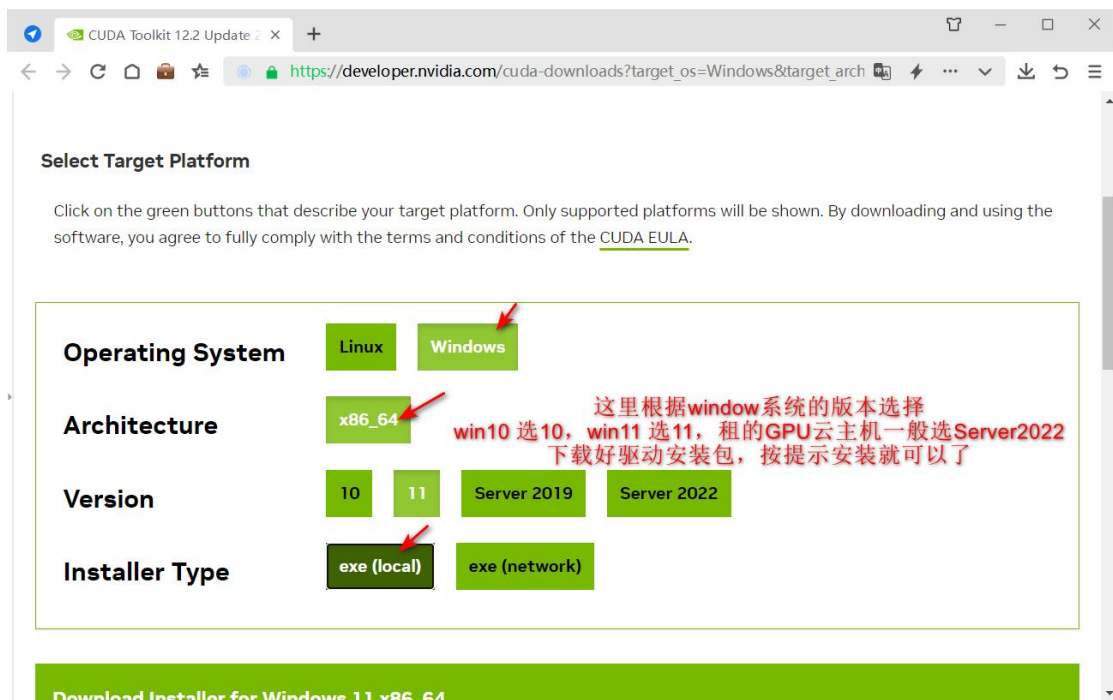 CUDA Toolkit 12.2 Update 2
https://developer.nvidia.com/cuda-downloads?target_os=Windows&target_arch
Select Target Platform
Click on the green buttons that describe your target platform. Only supported platforms will be shown. By downloading and using the
software, you agree to fully comply with the terms and conditions of the CUDA EULA.
Operating System
Linux
Windows
Architecture
x86_64
这里根据window系统的版本选择
win10 选10，win11 选11，租的GPU云主机一般选Server2022
下载好驱动安装包，按提示安装就可以了
Version
10
11
Server 2019
Server 2022
Installer Type
exe (local)
exe (network)
Download Installer for Windows 11 x86_64